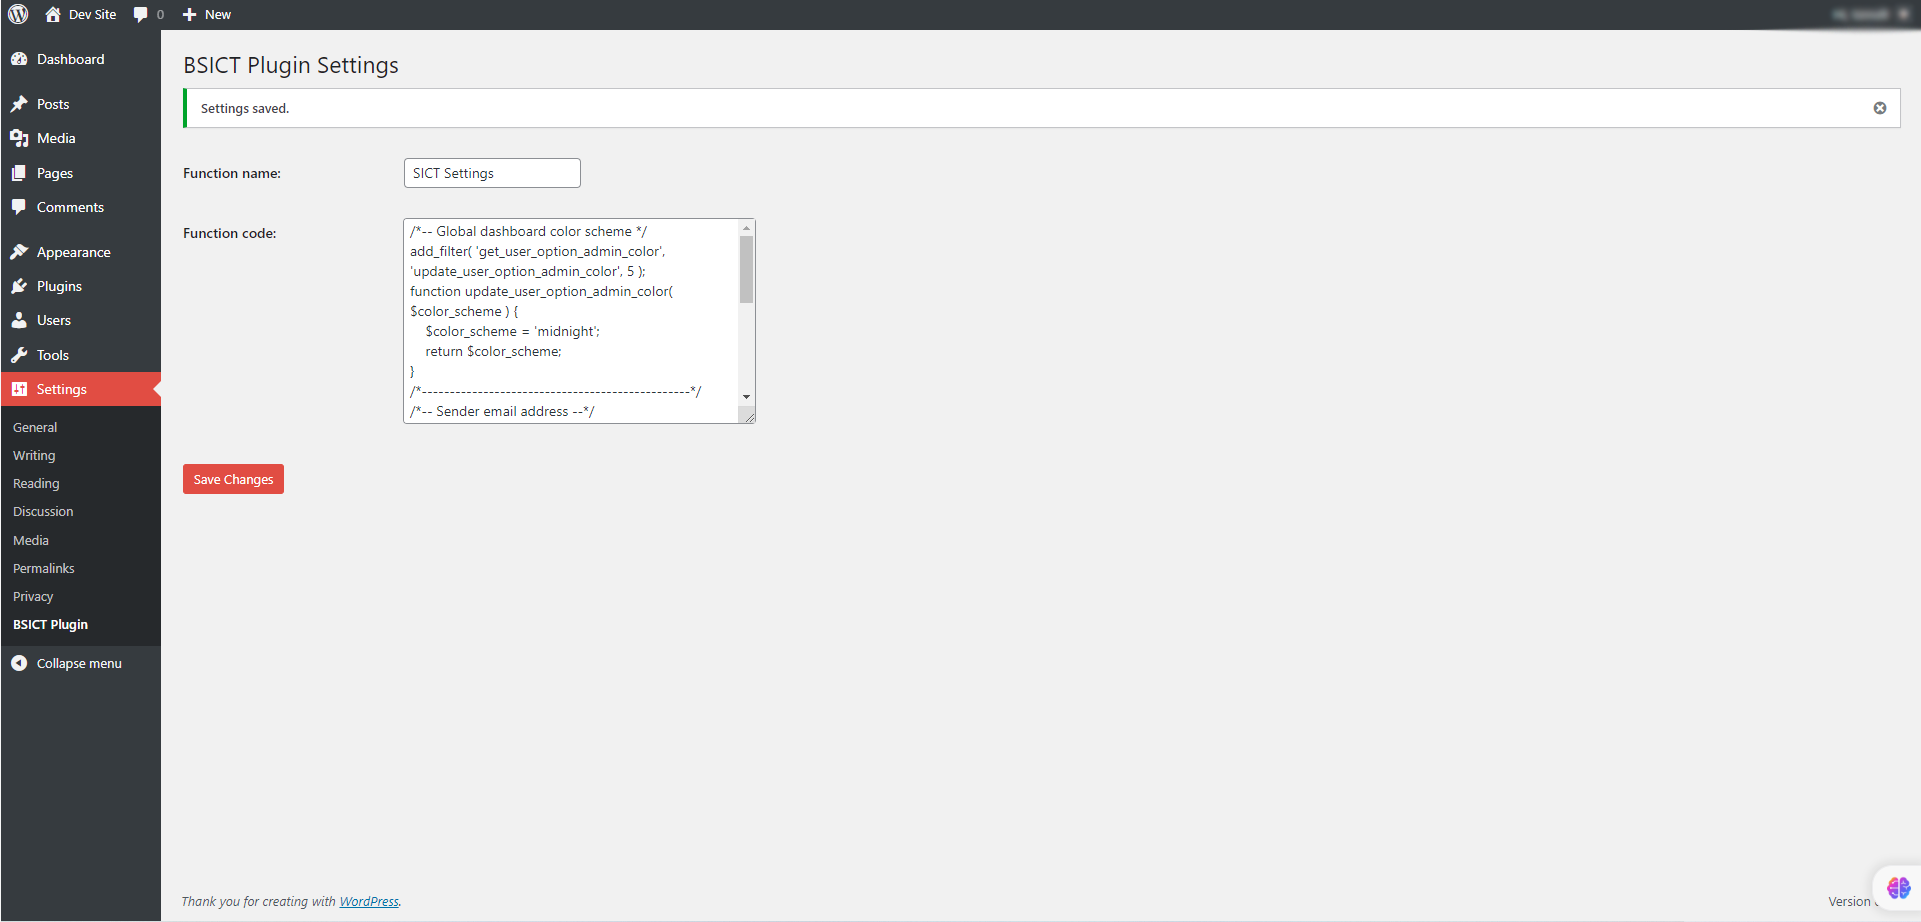 Dev Site 0 New
Dashboard
Posts
Media
Pages
Comments
Appearance
Plugins
Users
Tools
Settings
General
Writing
Reading
Discussion
Media
Permalinks
Privacy
BSICT Plugin
Collapse menu
BSICT Plugin Settings
Settings saved.
Function name:
SICT Settings
Function code:
/*-- Global dashboard color scheme */
add_filter( 'get_user_option_admin_color',
'update_user_option_admin_color', 5 );
function update_user_option_admin_color(
$color_scheme ) {
    $color_scheme = 'midnight';
    return $color_scheme;
}
/*------------------------------------------------*/
/*-- Sender email address --*/
Save Changes
Thank you for creating with WordPress.
Version